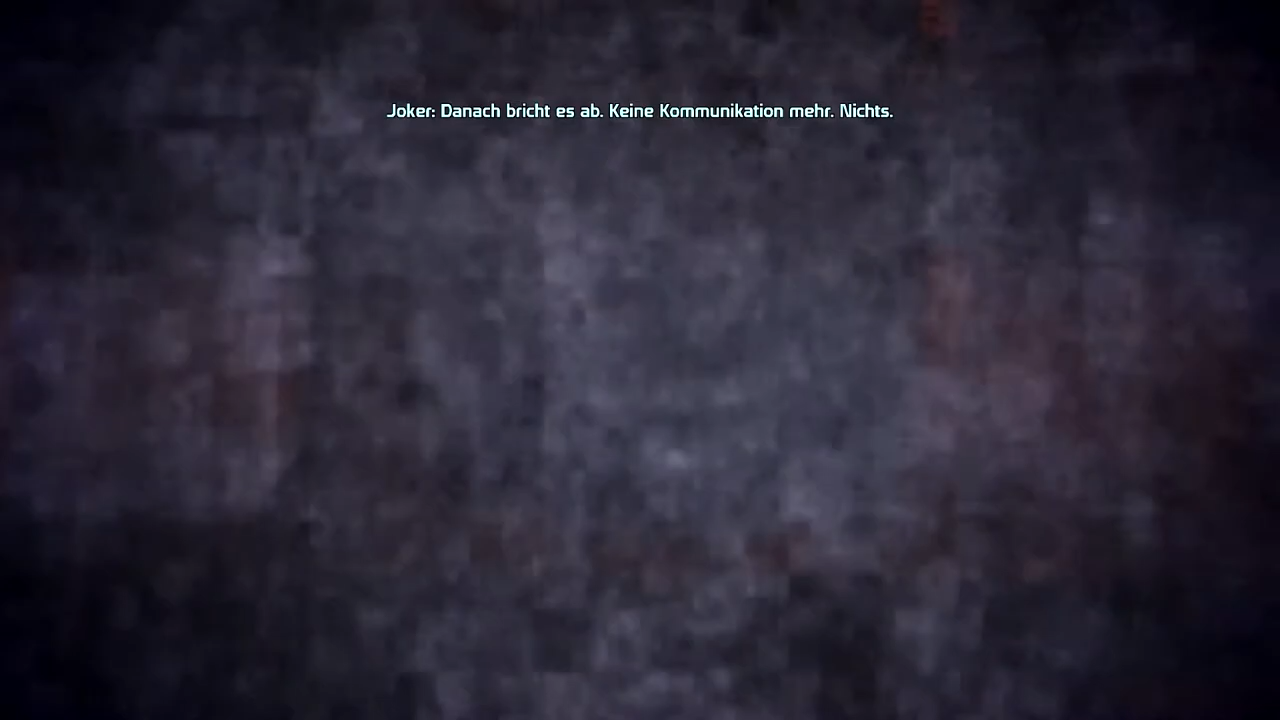 Joker: Danach bricht es ab. Keine Kommunikation mehr. Nichts.